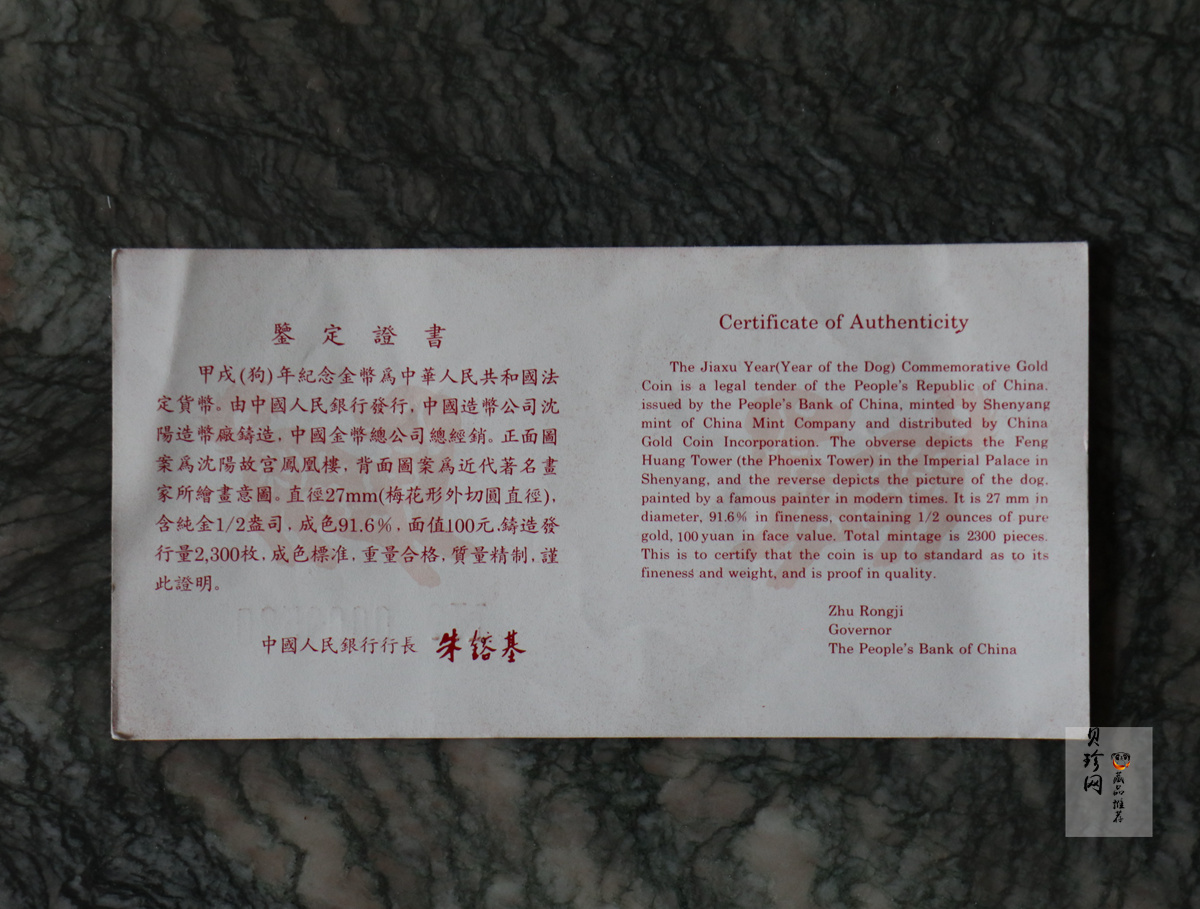 鑒定證書
甲戌(狗)年紀念金幣爲中華人民共和國法
定貨幣。由中國人民銀行發行,中國造幣公司沈
陽造幣廠鑄造,中國金幣總公司總經銷。正面圖
案爲沈陽故宫鳳凰樓,背面圖案爲近代著名畫
家所繪畫意圖。直徑27mm(梅花形外切圓直徑),
含純金1/2盎司,成色91.6%,面值100元,鑄造發
行量2,300枚,成色標准,重量合格,質量精制,謹
此證明。
中國人民銀行行長 朱鎔基
Certificate of Authenticity
The Jiaxu Year(Year of the Dog) Commemorative Gold
Coin is a legal tender of the People's Republic of China.
issued by the People's Bank of China, minted by Shenyang
mint of China Mint Company and distributed by China
Gold Coin Incorporation. The obverse depicts the Feng
Huang Tower (the Phoenix Tower) in the Imperial Palace in
Shenyang, and the reverse depicts the picture of the dog.
painted by a famous painter in modern times. It is 27 mm in
diameter, 91.6% in fineness, containing 1/2 ounces of pure
gold, 100 yuan in face value. Total mintage is 2300 pieces.
This is to certify that the coin is up to standard as to its
fineness and weight, and is proof in quality.
Zhu Rongji
Governor
The People's Bank of China
贝珍网
藏品推荐